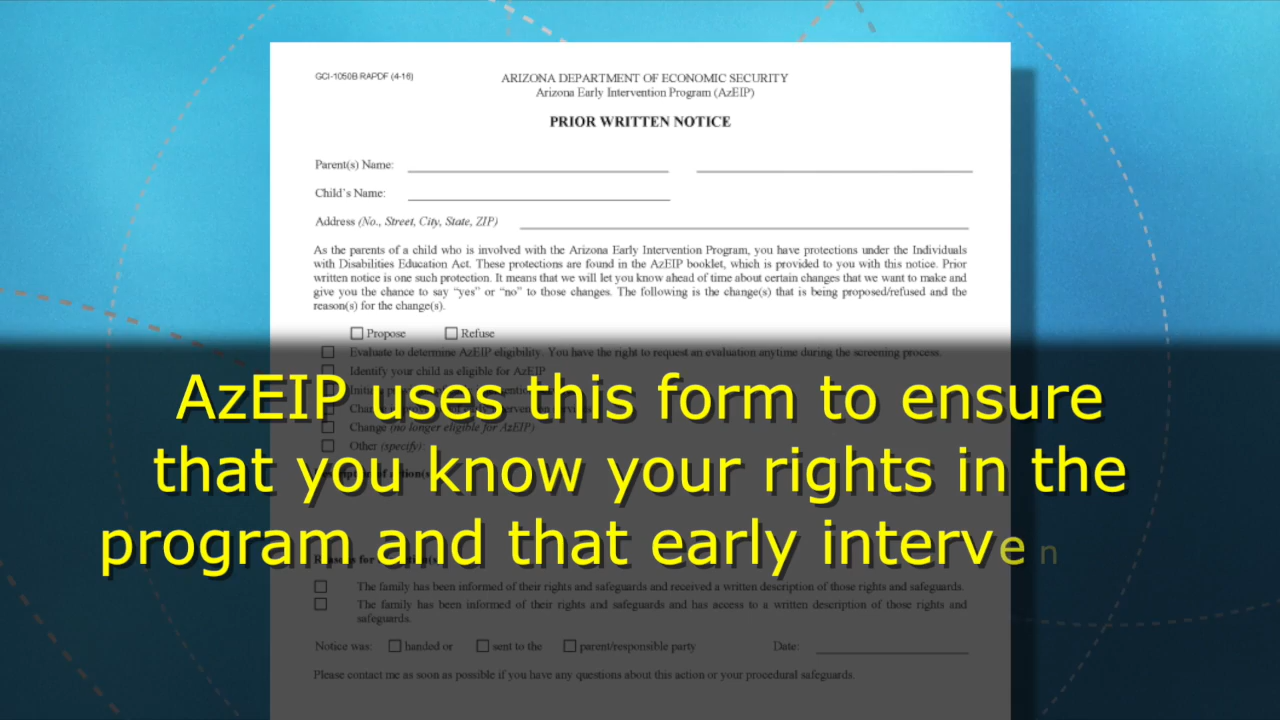 GCI-1050B RAPDF (4-16)
ARIZONA DEPARTMENT OF ECONOMIC SECURITY
Arizona Early Intervention Program (AzEIP)
PRIOR WRITTEN NOTICE
Parent(s) Name:
Child's Name:
Address (No., Street, City, State, ZIP)
As the parents of a child who is involved with the Arizona Early Intervention Program, you have protections under the Individuals
with Disabilities Education Act. These protections are found in the AzEIP booklet, which is provided to you with this notice. Prior
written notice is one such protection. It means that we will let you know ahead of time about certain changes that we want to make and
give you the chance to say “yes” or “no” to those changes. The following is the change(s) that is being proposed/refused and the
reason(s) for the change(s).
Propose Refuse
Evaluate to determine AzEIP eligibility. You have the right to request an evaluation anytime during the screening process.
Identify your child as eligible for AzEIP
AzEIP uses this form to ensure
Change (no longer eligible for AzEIP)
Other (specify):
that you know your rights in the
program and that early interven
The family has been informed of their rights and safeguards and received a written description of those rights and safeguards.
The family has been informed of their rights and safeguards and has access to a written description of those rights and
safeguards.
Notice was: handed or sent to the parent/responsible party Date:
Please contact me as soon as possible if you have any questions about this action or your procedural safeguards.